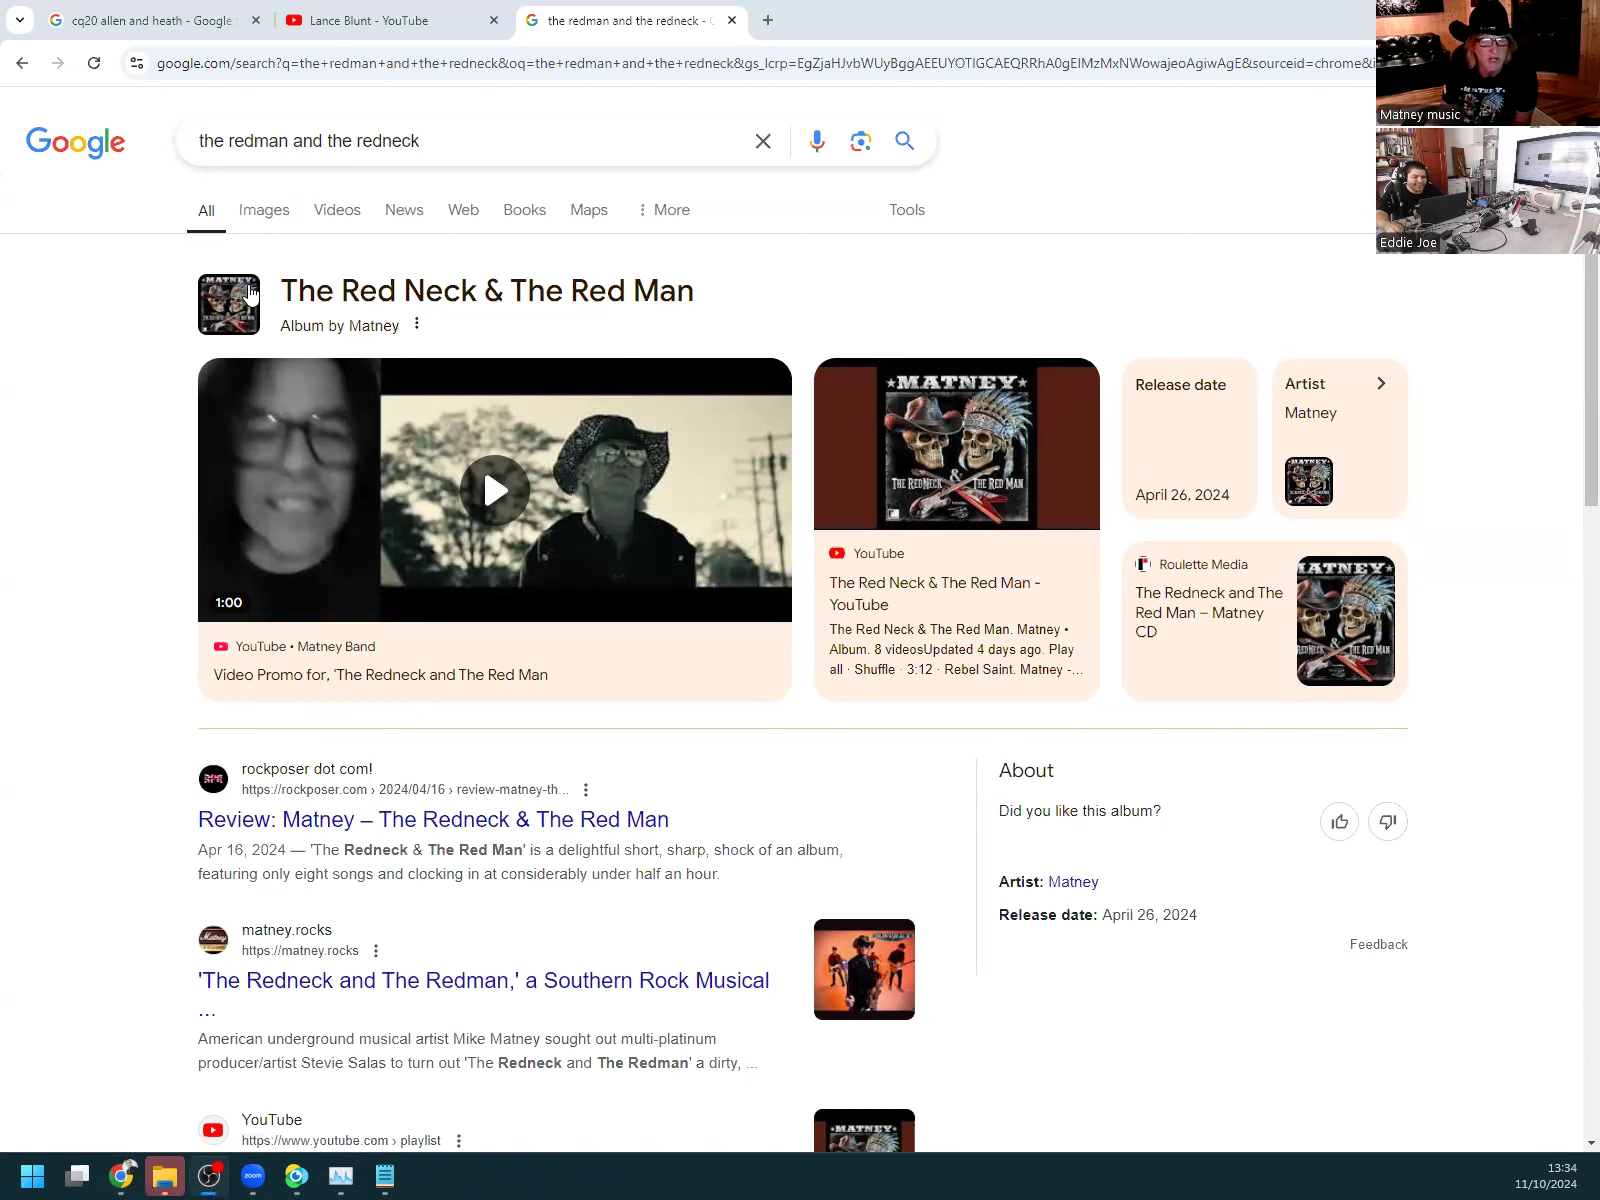 cq20 allen and heath - Google
Lance Blunt - YouTube
the redman and the redneck -
google.com/search?q=the+redman+and+the+redneck&oq=the+redman+and+the+redneck&gs_lcrp=EgZjaHJvbWUyBggAEEUYOTIGCAEQRRhA0gEIMzMxNWowajeoAgiwAgE&sourceid=chrome&i
Google
the redman and the redneck
All
Images
Videos
News
Web
Books
Maps
More
Tools
Matney music
Eddie Joe
The Red Neck & The Red Man
Album by Matney
1:00
YouTube • Matney Band
Video Promo for, 'The Redneck and The Red Man
MATNEY
THE REDNECK & THE RED MAN
YouTube
The Red Neck & The Red Man -
YouTube
The Red Neck & The Red Man. Matney •
Album. 8 videosUpdated 4 days ago. Play
all · Shuffle · 3:12 · Rebel Saint. Matney -...
Release date
April 26, 2024
Artist
Matney
Roulette Media
The Redneck and The
Red Man – Matney
CD
rockposer dot com!
https://rockposer.com › 2024/04/16 › review-matney-th...
Review: Matney – The Redneck & The Red Man
Apr 16, 2024 — 'The Redneck & The Red Man' is a delightful short, sharp, shock of an album,
featuring only eight songs and clocking in at considerably under half an hour.
matney.rocks
https://matney.rocks
'The Redneck and The Redman,' a Southern Rock Musical
...
American underground musical artist Mike Matney sought out multi-platinum
producer/artist Stevie Salas to turn out 'The Redneck and The Redman' a dirty, ...
YouTube
https://www.youtube.com › playlist
MATNEY
About
Did you like this album?
Artist: Matney
Release date: April 26, 2024
Feedback
zoom
13:34
11/10/2024